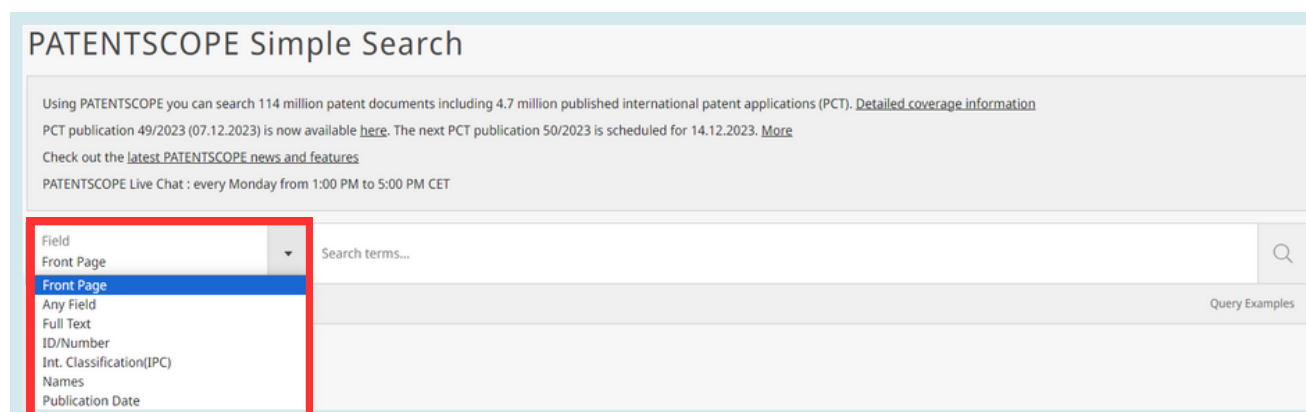 PATENTSCOPE Simple Search
Using PATENTSCOPE you can search 114 million patent documents including 4.7 million published international patent applications (PCT). Detailed coverage information
PCT publication 49/2023 (07.12.2023) is now available here. The next PCT publication 50/2023 is scheduled for 14.12.2023. More
Check out the latest PATENTSCOPE news and features
PATENTSCOPE Live Chat : every Monday from 1:00 PM to 5:00 PM CET
Field
Front Page
Search terms...
Front Page
Any Field
Query Examples
Full Text
ID/Number
Int. Classification(IPC)
Names
Publication Date